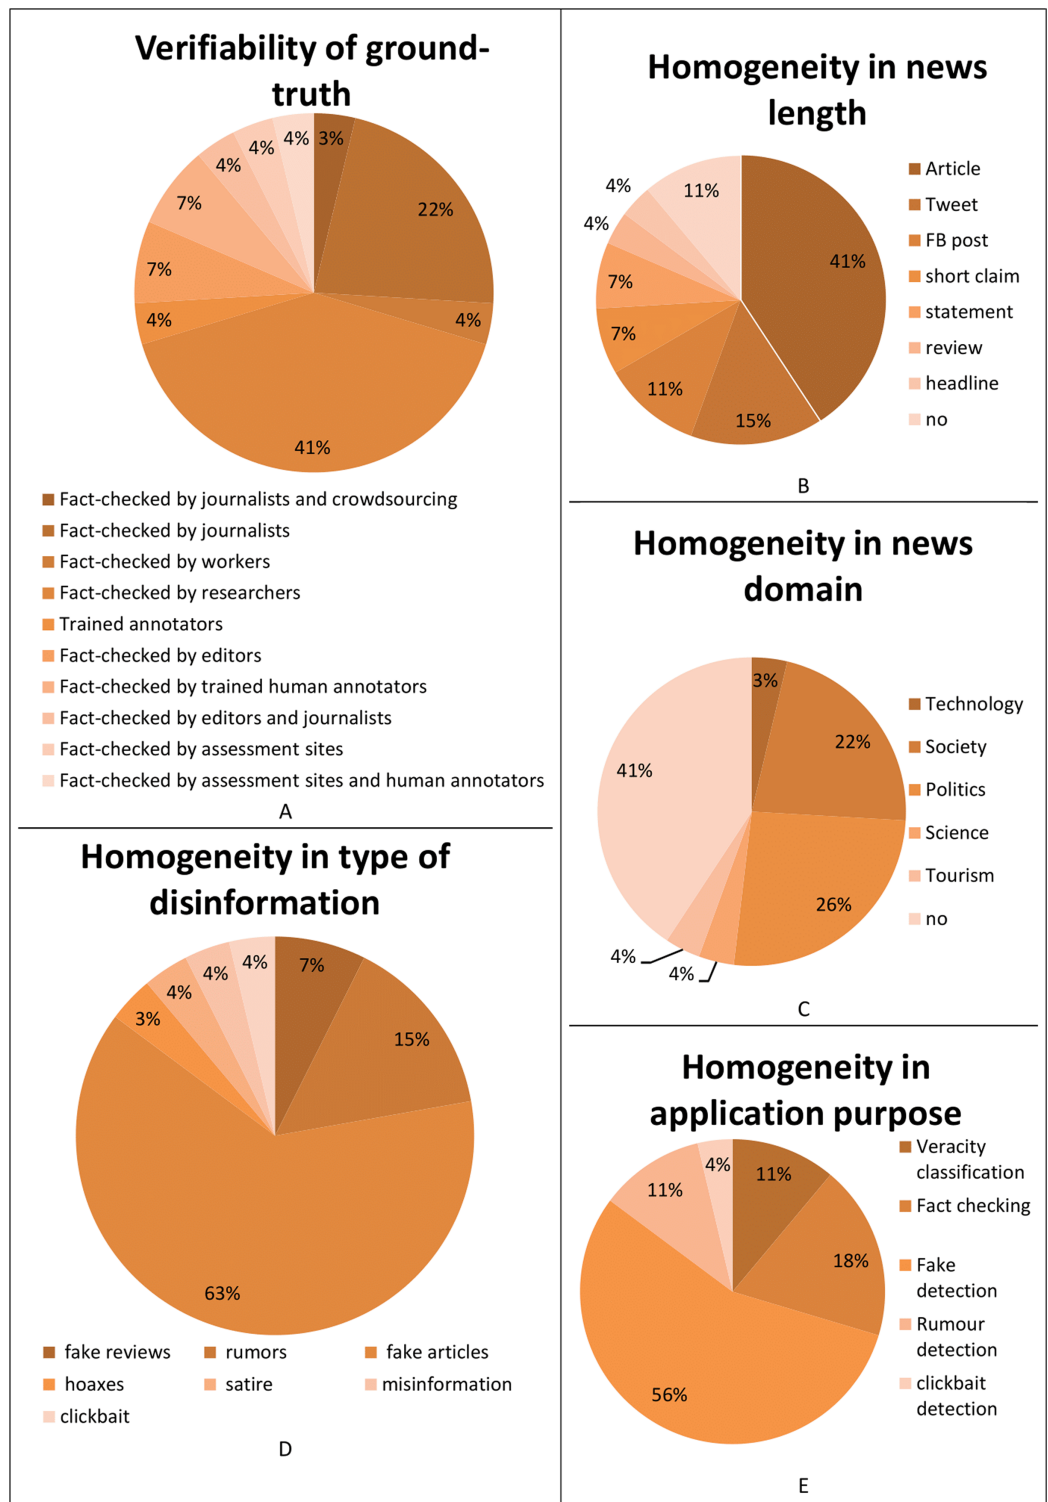 Verifiability of ground-
truth
4%
4%
4%
3%
7%
22%
7%
4%
4%
41%
Fact-checked by journalists and crowdsourcing
Fact-checked by journalists
Fact-checked by workers
Fact-checked by researchers
Trained annotators
Fact-checked by editors
Fact-checked by trained human annotators
Fact-checked by editors and journalists
Fact-checked by assessment sites
Fact-checked by assessment sites and human annotators
A
Homogeneity in news
length
4%
11%
4%
41%
7%
7%
11%
15%
Article
Tweet
FB post
short claim
statement
review
headline
no
B
Homogeneity in news
domain
3%
22%
41%
26%
4%
4%
Technology
Society
Politics
Science
Tourism
no
C
Homogeneity in type of
disinformation
4%
4%
4%
7%
3%
15%
63%
fake reviews rumors fake articles
hoaxes satire misinformation
clickbait
D
Homogeneity in
application purpose
4%
11%
11%
18%
56%
Veracity
classification
Fact checking
Fake
detection
Rumour
detection
clickbait
detection
E